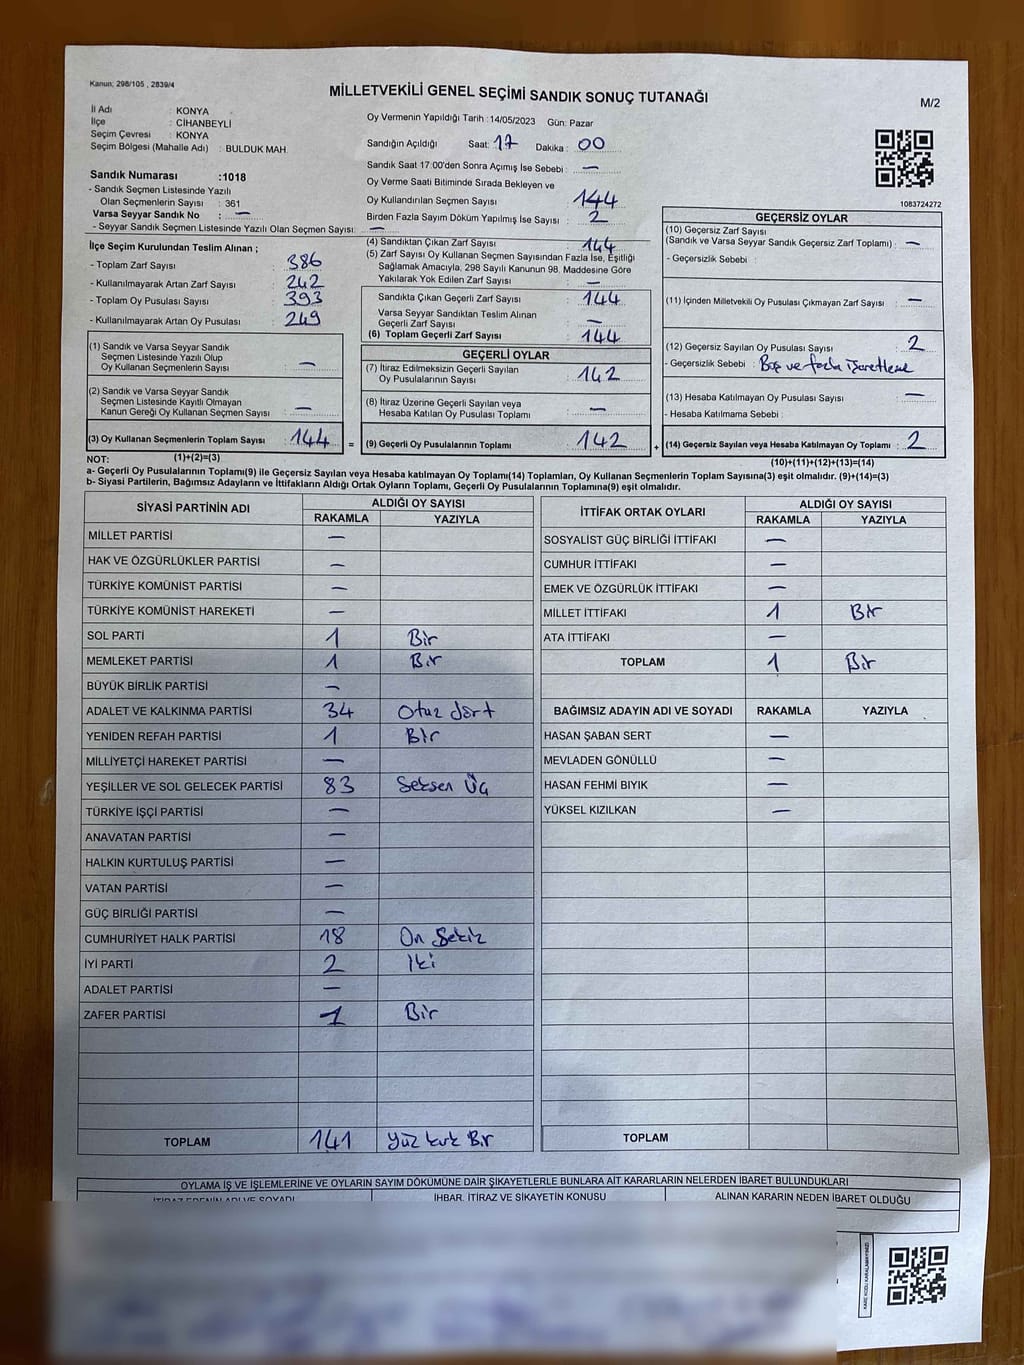 Kanun; 298/105 , 2839/4
MİLLETVEKİLİ GENEL SEÇİMİ SANDIK SONUÇ TUTANAĞI
M/2
İl Adı : KONYA
İlçe : CİHANBEYLİ
Seçim Çevresi : KONYA
Seçim Bölgesi (Mahalle Adı) : BULDUK MAH.
Sandık Numarası :1018
- Sandık Seçmen Listesinde Yazılı
Olan Seçmenlerin Sayısı : 361
Varsa Seyyar Sandık No : —
- Seyyar Sandık Seçmen Listesinde Yazılı Olan Seçmen Sayısı: —
İlçe Seçim Kurulundan Teslim Alınan ;
- Toplam Zarf Sayısı : 386
- Kullanılmayarak Artan Zarf Sayısı : 242
- Toplam Oy Pusulası Sayısı : 393
- Kullanılmayarak Artan Oy Pusulası : 249
(1) Sandık ve Varsa Seyyar Sandık
Seçmen Listesinde Yazılı Olup
Oy Kullanan Seçmenlerin Sayısı : —
(2) Sandık ve Varsa Seyyar Sandık
Seçmen Listesinde Kayıtlı Olmayan
Kanun Gereği Oy Kullanan Seçmen Sayısı : —
(3) Oy Kullanan Seçmenlerin Toplam Sayısı : 144 =
Oy Vermenin Yapıldığı Tarih : 14/05/2023 Gün: Pazar
Sandığın Açıldığı Saat: 17 Dakika : 00
Sandık Saat 17:00'den Sonra Açımış İse Sebebi : —
Oy Verme Saati Bitiminde Sırada Bekleyen ve
Oy Kullandırılan Seçmen Sayısı : 144
Birden Fazla Sayım Döküm Yapılmış İse Sayısı : 2
(4) Sandıktan Çıkan Zarf Sayısı : 144
(5) Zarf Sayısı Oy Kullanan Seçmen Sayısından Fazla İse, Eşitliği
Sağlamak Amacıyla, 298 Sayılı Kanunun 98. Maddesine Göre
Yakılarak Yok Edilen Zarf Sayısı : —
Sandıkta Çıkan Geçerli Zarf Sayısı : 144
Varsa Seyyar Sandıktan Teslim Alınan
Geçerli Zarf Sayısı : —
(6) Toplam Geçerli Zarf Sayısı : 144
GEÇERLİ OYLAR
(7) İtiraz Edilmeksizin Geçerli Sayılan
Oy Pusulalarının Sayısı : 142
(8) İtiraz Üzerine Geçerli Sayılan veya
Hesaba Katılan Oy Pusulası Toplamı : —
(9) Geçerli Oy Pusulalarının Toplamı : 142 +
1083724272
GEÇERSİZ OYLAR
(10) Geçersiz Zarf Sayısı
(Sandık ve Varsa Seyyar Sandık Geçersiz Zarf Toplamı) : —
- Geçersizlik Sebebi :
(11) İçinden Milletvekili Oy Pusulası Çıkmayan Zarf Sayısı : —
(12) Geçersiz Sayılan Oy Pusulası Sayısı : 2
- Geçersizlik Sebebi : Boş ve fazla işaretleme
(13) Hesaba Katılmayan Oy Pusulası Sayısı : —
- Hesaba Katılmama Sebebi :
(14) Geçersiz Sayılan veya Hesaba Katılmayan Oy Toplamı : 2
NOT: (1)+(2)=(3) (10)+(11)+(12)+(13)=(14)
a- Geçerli Oy Pusulalarının Toplamı(9) ile Geçersiz Sayılan veya Hesaba katılmayan Oy Toplamı(14) Toplamları, Oy Kullanan Seçmenlerin Toplam Sayısına(3) eşit olmalıdır. (9)+(14)=(3)
b- Siyasi Partilerin, Bağımsız Adayların ve İttifakların Aldığı Ortak Oyların Toplamı, Geçerli Oy Pusulalarının Toplamına(9) eşit olmalıdır.
SİYASİ PARTİNİN ADI ALDIĞI OY SAYISI
RAKAMLA YAZIYLA
MİLLET PARTİSİ —
HAK VE ÖZGÜRLÜKLER PARTİSİ —
TÜRKİYE KOMÜNİST PARTİSİ —
TÜRKİYE KOMÜNİST HAREKETİ —
SOL PARTİ 1 Bir
MEMLEKET PARTİSİ 1 Bir
BÜYÜK BİRLİK PARTİSİ —
ADALET VE KALKINMA PARTİSİ 34 Otuz dört
YENİDEN REFAH PARTİSİ 1 Bir
MİLLİYETÇİ HAREKET PARTİSİ —
YEŞİLLER VE SOL GELECEK PARTİSİ 83 Seksen Üç
TÜRKİYE İŞÇİ PARTİSİ —
ANAVATAN PARTİSİ —
HALKIN KURTULUŞ PARTİSİ —
VATAN PARTİSİ —
GÜÇ BİRLİĞİ PARTİSİ —
CUMHURİYET HALK PARTİSİ 18 On Sekiz
İYİ PARTİ 2 İki
ADALET PARTİSİ —
ZAFER PARTİSİ 1 Bir
TOPLAM 141 Yüz kırk Bir
İTTİFAK ORTAK OYLARI ALDIĞI OY SAYISI
RAKAMLA YAZIYLA
SOSYALİST GÜÇ BİRLİĞİ İTTİFAKI —
CUMHUR İTTİFAKI —
EMEK VE ÖZGÜRLÜK İTTİFAKI —
MİLLET İTTİFAKI 1 Bir
ATA İTTİFAKI —
TOPLAM 1 Bir
BAĞIMSIZ ADAYIN ADI VE SOYADI RAKAMLA YAZIYLA
HASAN ŞABAN SERT —
MEVLADEN GÖNÜLLÜ —
HASAN FEHMİ BIYIK —
YÜKSEL KIZILKAN —
TOPLAM
OYLAMA İŞ VE İŞLEMLERİNE VE OYLARIN SAYIM DÖKÜMÜNE DAİR ŞİKAYETLERLE BUNLARA AİT KARARLARIN NELERDEN İBARET BULUNDUKLARI
İTİRAZ EDENİN ADI VE SOYADI İHBAR, İTİRAZ VE ŞİKAYETİN KONUSU ALINAN KARARIN NEDEN İBARET OLDUĞU